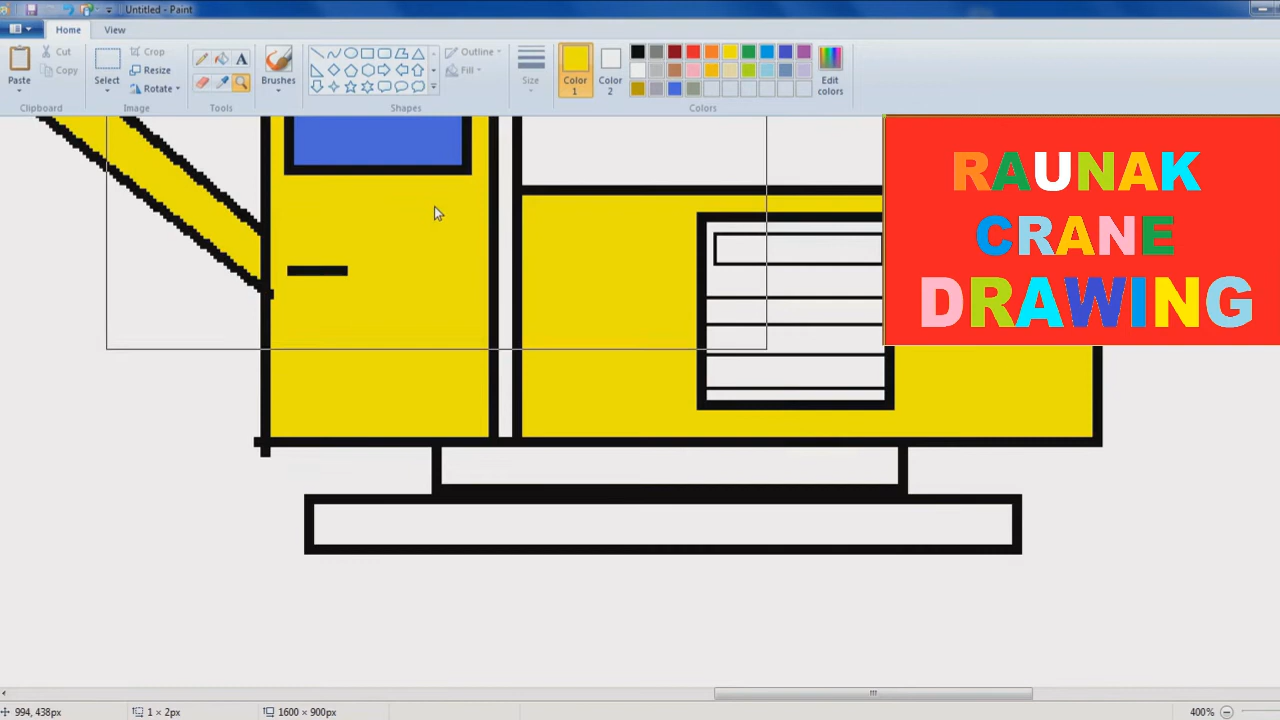 Untitled - Paint
Home View
Paste
Cut
Copy
Clipboard
Select
Crop
Resize
Rotate
Image
A
Tools
Brushes
Outline
Fill
Shapes
Size
Color 1
Color 2
Edit colors
Colors
RAUNAK
CRANE
DRAWING
994, 438px
1 × 2px
1600 × 900px
400%